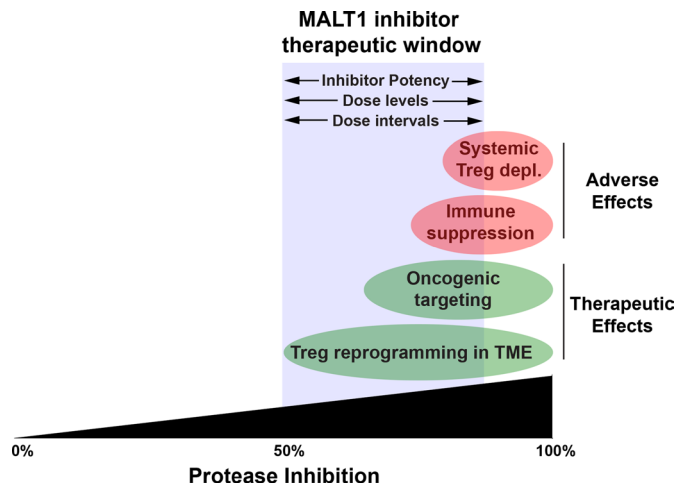 MALT1 inhibitor
therapeutic window
Inhibitor Potency
Dose levels
Dose intervals
Systemic
Treg depl.
Immune
suppression
Adverse
Effects
Oncogenic
targeting
Treg reprogramming in TME
Therapeutic
Effects
0%
50%
100%
Protease Inhibition